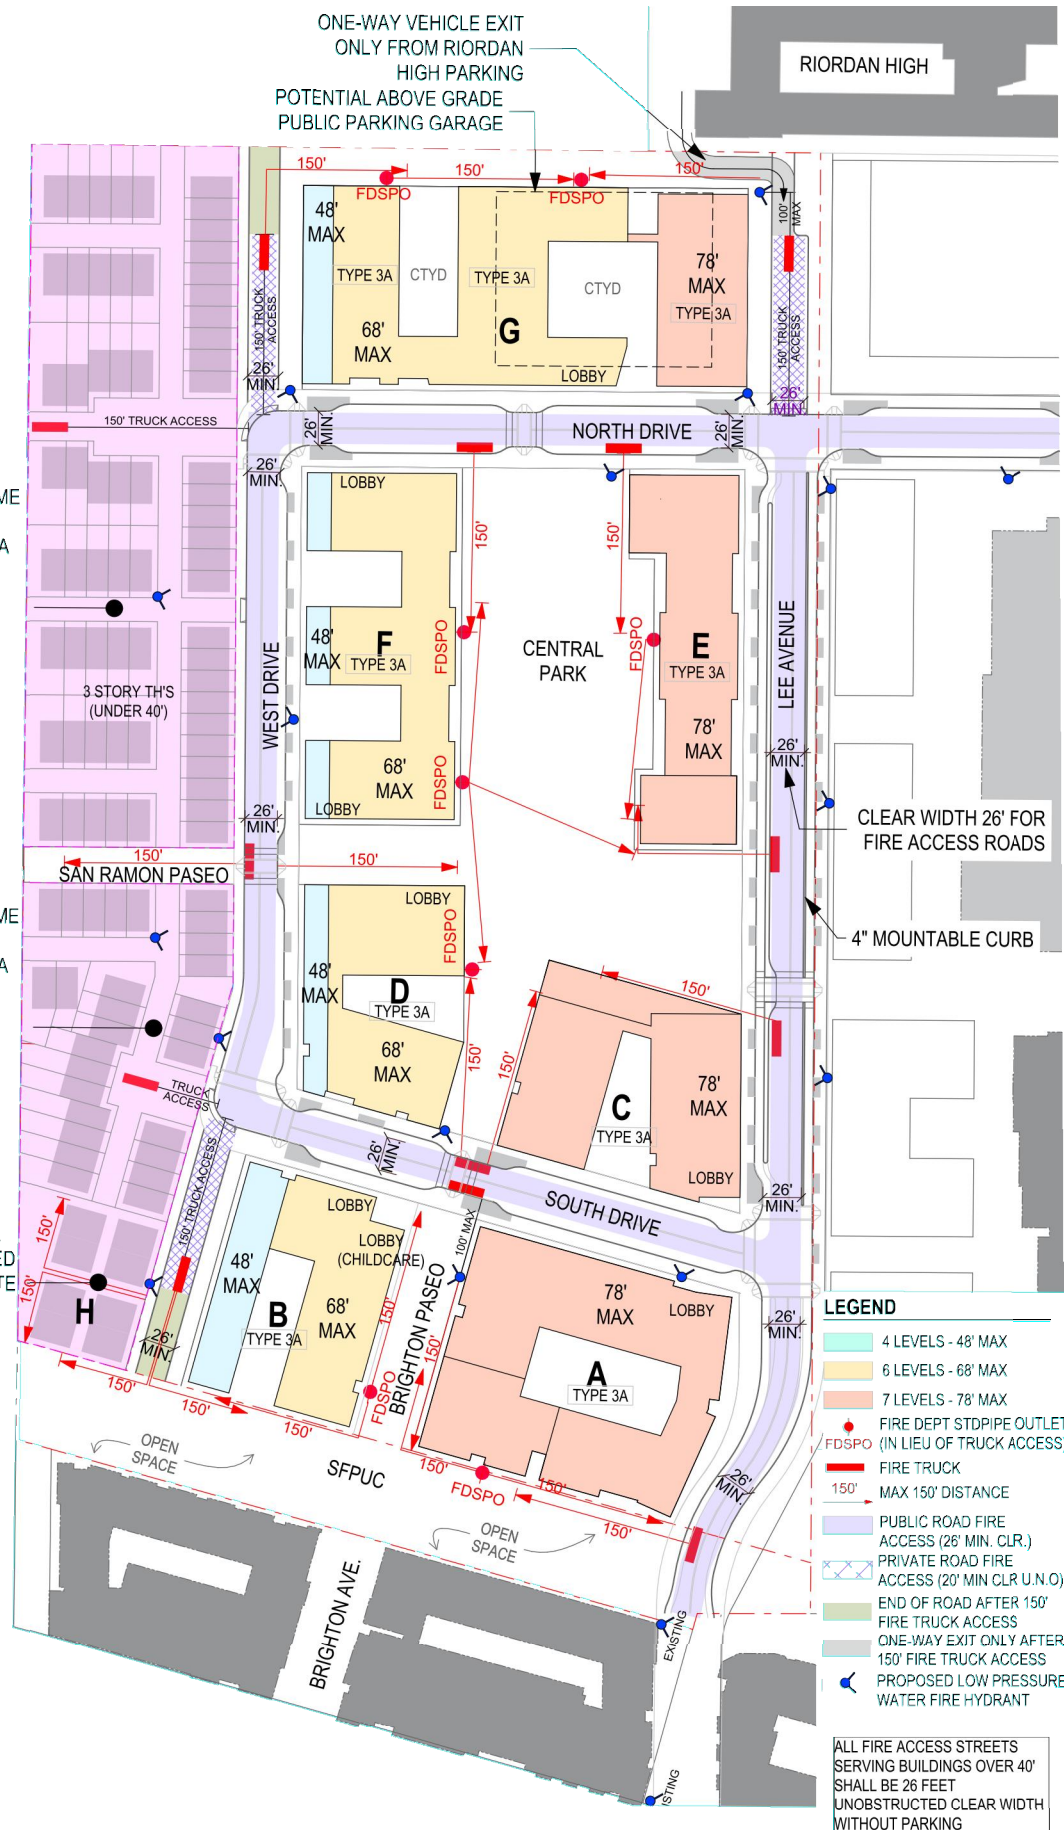 ONE-WAY VEHICLE EXIT
ONLY FROM RIORDAN
HIGH PARKING
POTENTIAL ABOVE GRADE
PUBLIC PARKING GARAGE
RIORDAN HIGH
150'
150'
150'
FDSPO
FDSPO
100'
MAX
48'
MAX
TYPE 3A
CTYD
TYPE 3A
CTYD
78'
MAX
TYPE 3A
68'
MAX
G
LOBBY
150' TRUCK
ACCESS
150' TRUCK
ACCESS
26'
MIN.
26'
MIN.
150' TRUCK ACCESS
26'
MIN.
NORTH DRIVE
26'
MIN.
26'
MIN.
LOBBY
150'
150'
48'
MAX
F
TYPE 3A
FDSPO
CENTRAL
PARK
FDSPO
E
TYPE 3A
LEE AVENUE
3 STORY TH'S
(UNDER 40')
WEST DRIVE
78'
MAX
68'
MAX
FDSPO
LOBBY
26'
MIN.
26'
MIN.
CLEAR WIDTH 26' FOR
FIRE ACCESS ROADS
150'
150'
SAN RAMON PASEO
LOBBY
FDSPO
4" MOUNTABLE CURB
48'
MAX
D
TYPE 3A
150'
68'
MAX
150'
150'
78'
MAX
C
TYPE 3A
LOBBY
TRUCK
ACCESS
26'
MIN.
26'
MIN.
SOUTH DRIVE
150' TRUCK ACCESS
LOBBY
LOBBY
(CHILDCARE)
100' MAX
150'
150'
48'
MAX
68'
MAX
B
TYPE 3A
150'
150'
BRIGHTON PASEO
78'
MAX
LOBBY
A
TYPE 3A
26'
MIN.
H
26'
MIN.
FDSPO
150'
150'
150'
150'
150'
150'
FDSPO
26'
MIN.
OPEN
SPACE
SFPUC
OPEN
SPACE
BRIGHTON AVE.
EXISTING
LEGEND
4 LEVELS - 48' MAX
6 LEVELS - 68' MAX
7 LEVELS - 78' MAX
FIRE DEPT STDPIPE OUTLET
FDSPO (IN LIEU OF TRUCK ACCESS)
FIRE TRUCK
150' MAX 150' DISTANCE
PUBLIC ROAD FIRE
ACCESS (26' MIN. CLR.)
PRIVATE ROAD FIRE
ACCESS (20' MIN CLR U.N.O)
END OF ROAD AFTER 150'
FIRE TRUCK ACCESS
ONE-WAY EXIT ONLY AFTER
150' FIRE TRUCK ACCESS
PROPOSED LOW PRESSURE
WATER FIRE HYDRANT
ALL FIRE ACCESS STREETS
SERVING BUILDINGS OVER 40'
SHALL BE 26 FEET
UNOBSTRUCTED CLEAR WIDTH
WITHOUT PARKING